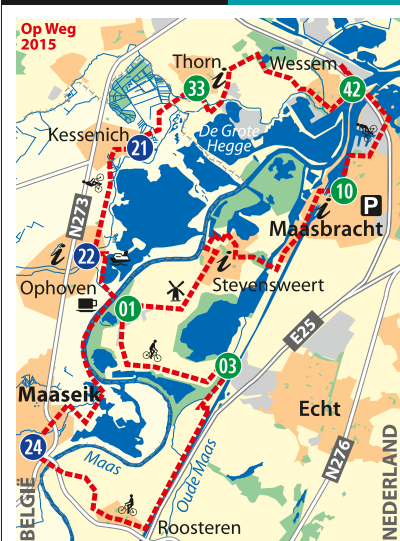 Op Weg
2015
Thorn
Wessem
33
42
Kessenich
21
De Grote
Hegge
N273
10
P
Maasbracht
22
Ophoven
Stevensweert
01
E25
03
Maaseik
Echt
24
Maas
Oude Maas
N276
BELGIË
NEDERLAND
Roosteren